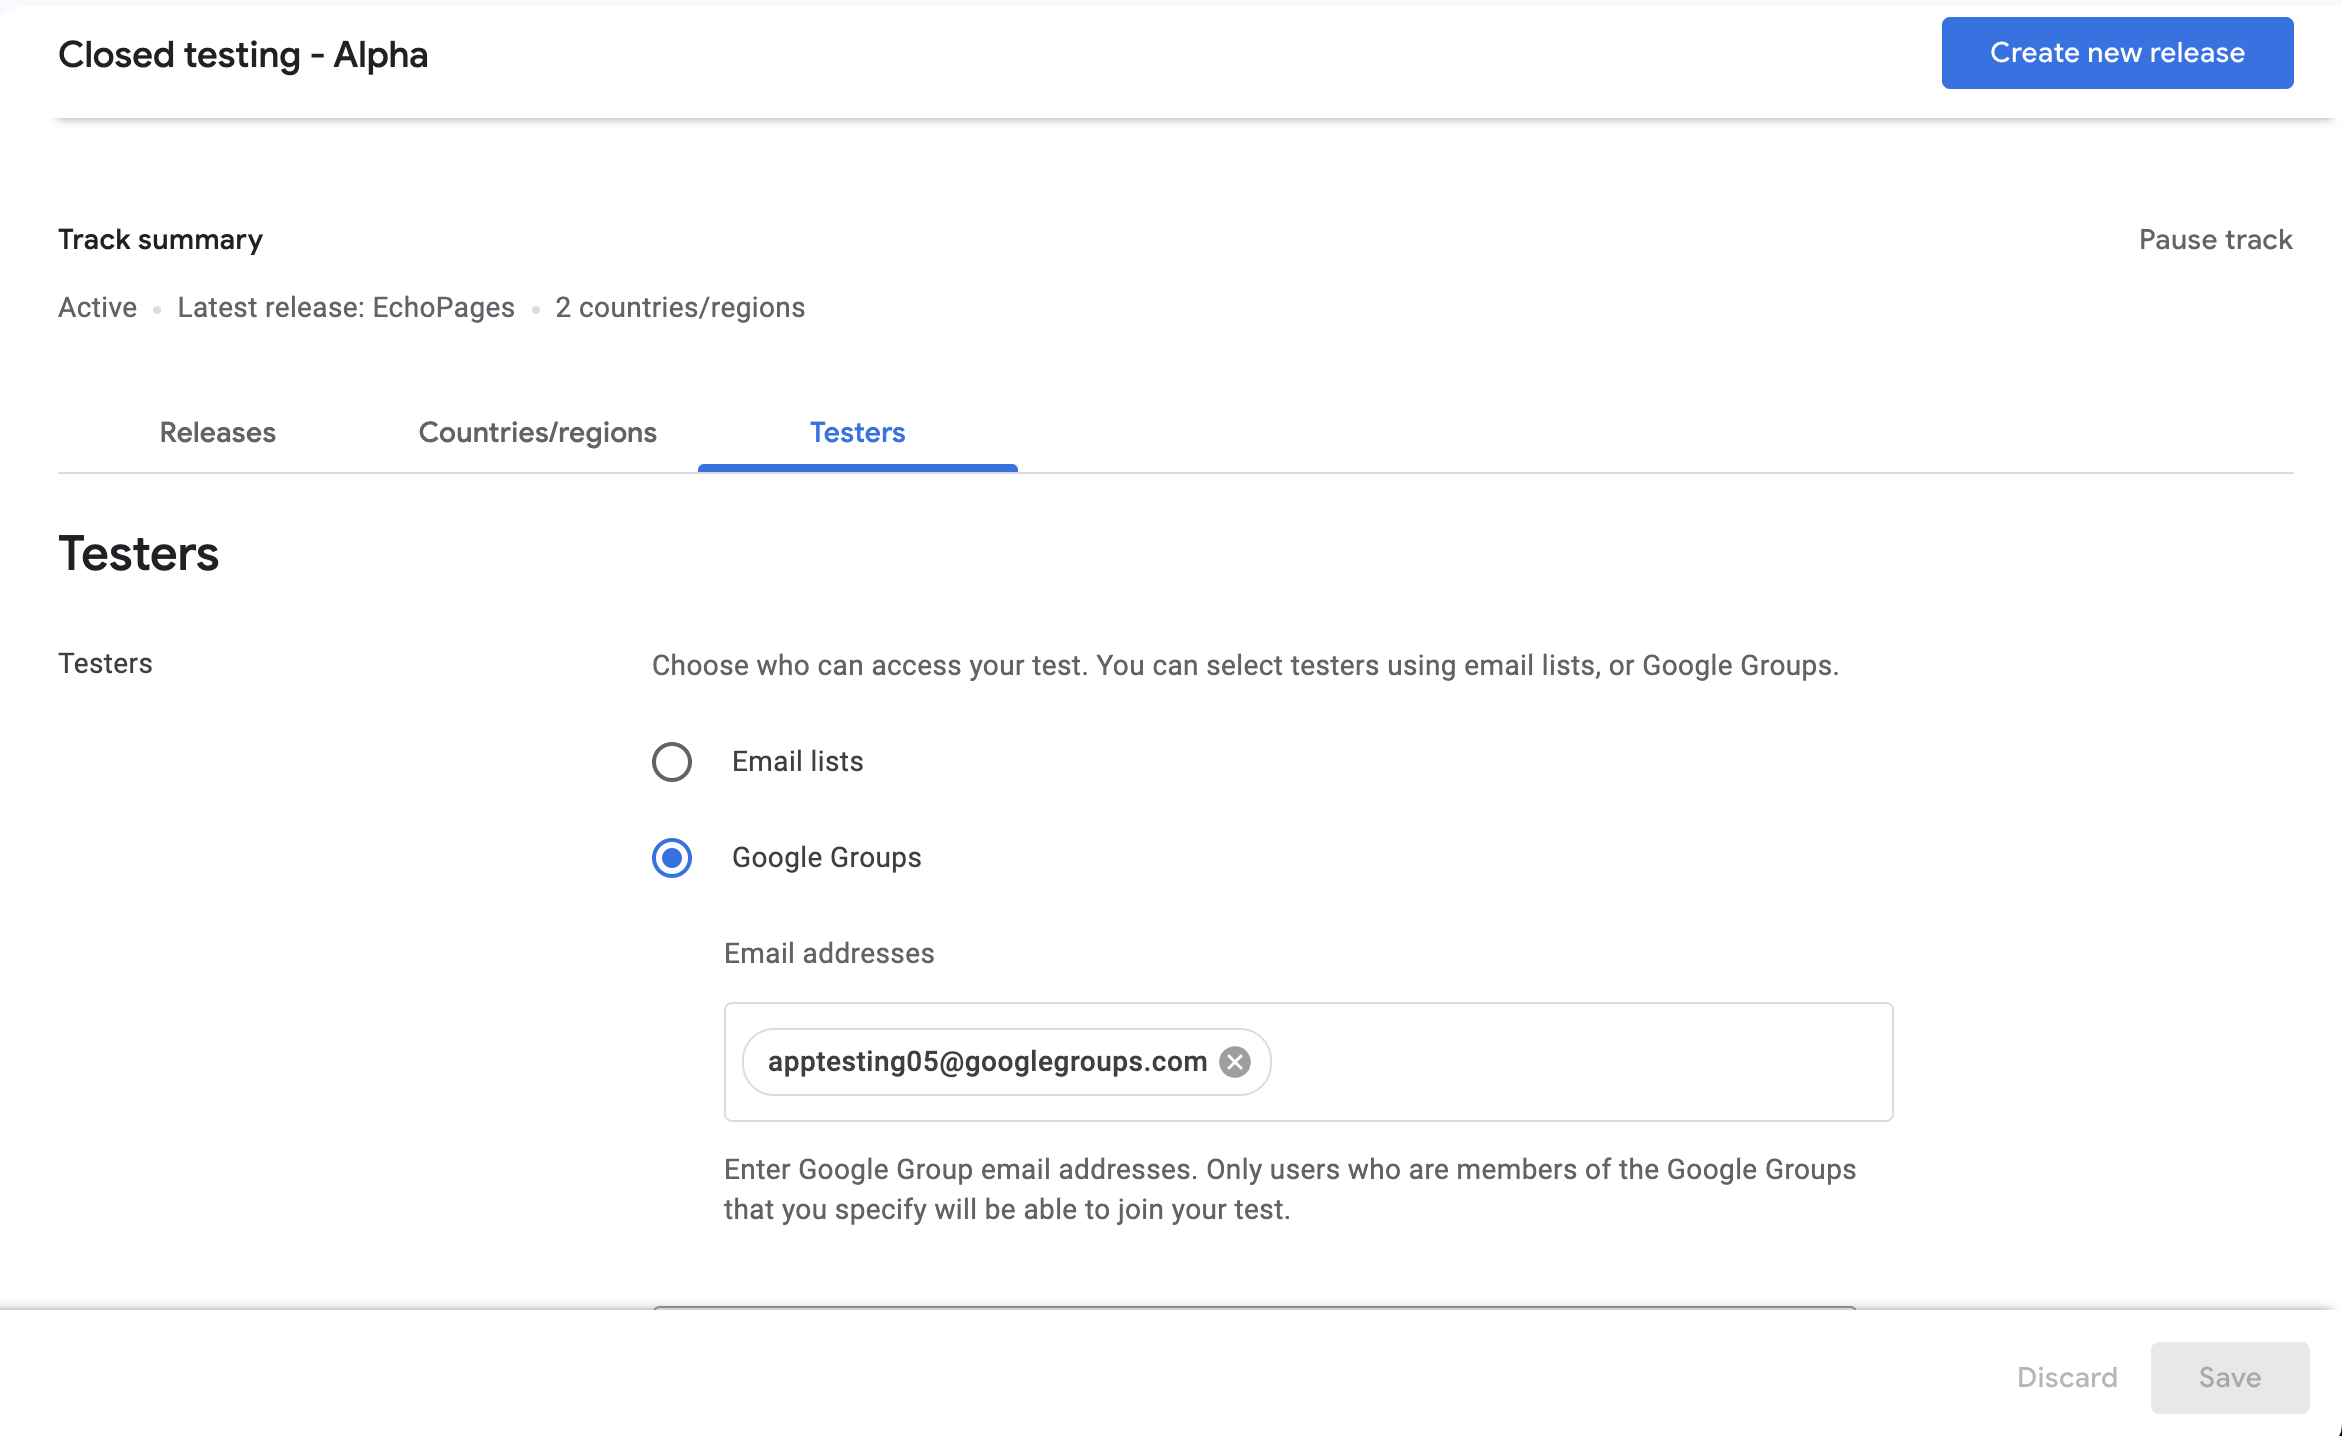 Closed testing - Alpha
Create new release
Track summary
Pause track
Active • Latest release: EchoPages • 2 countries/regions
Releases
Countries/regions
Testers
Testers
Testers
Choose who can access your test. You can select testers using email lists, or Google Groups.
Email lists
Google Groups
Email addresses
apptesting05@googlegroups.com
Enter Google Group email addresses. Only users who are members of the Google Groups
that you specify will be able to join your test.
Discard
Save